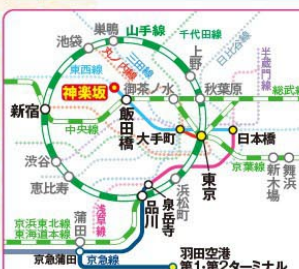 巣鴨
山手線
千代田線
池袋
丸ノ内線
三田線
上野
日比谷線
半蔵門線
東西線
神楽坂
御茶ノ水
秋葉原
総武線
新宿
飯田橋
中央線
大手町
日本橋
渋谷
東京
京葉線
新木場
舞浜
恵比寿
浜松町
泉岳寺
品川
浅草線
京浜東北線
東海道本線
蒲田
京急蒲田
京急線
羽田空港
第1・第2ターミナル